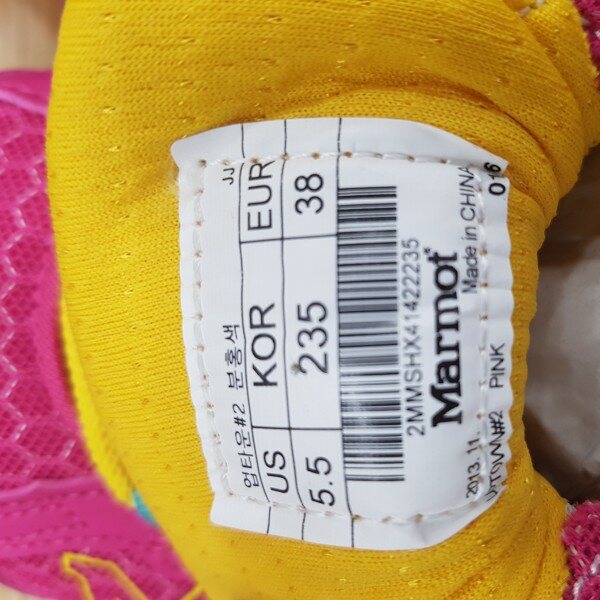 업타운#2 분홍색 JJ
US KOR EUR
5.5 235 38
2MMSHX41422235
Marmot
2013. 11. Made in CHINA
UPTOWN#2 PINK 016